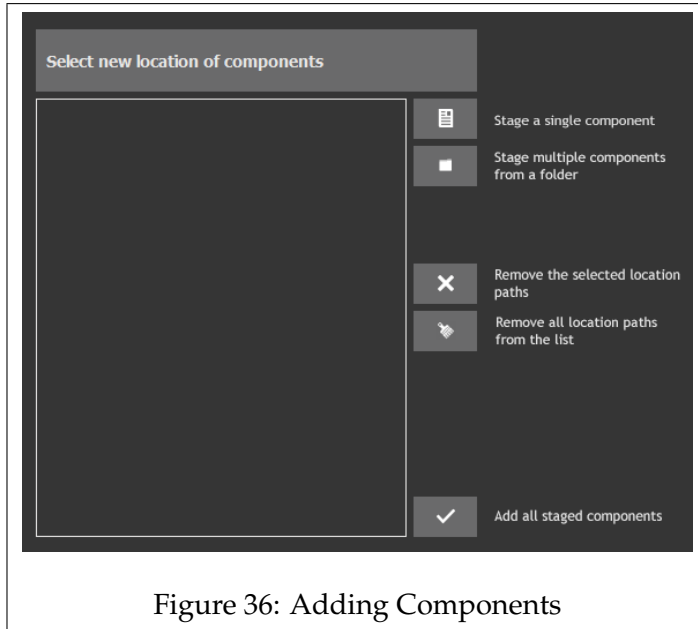 Select new location of components
Stage a single component
Stage multiple components
from a folder
Remove the selected location
paths
Remove all location paths
from the list
Add all staged components
Figure 36: Adding Components